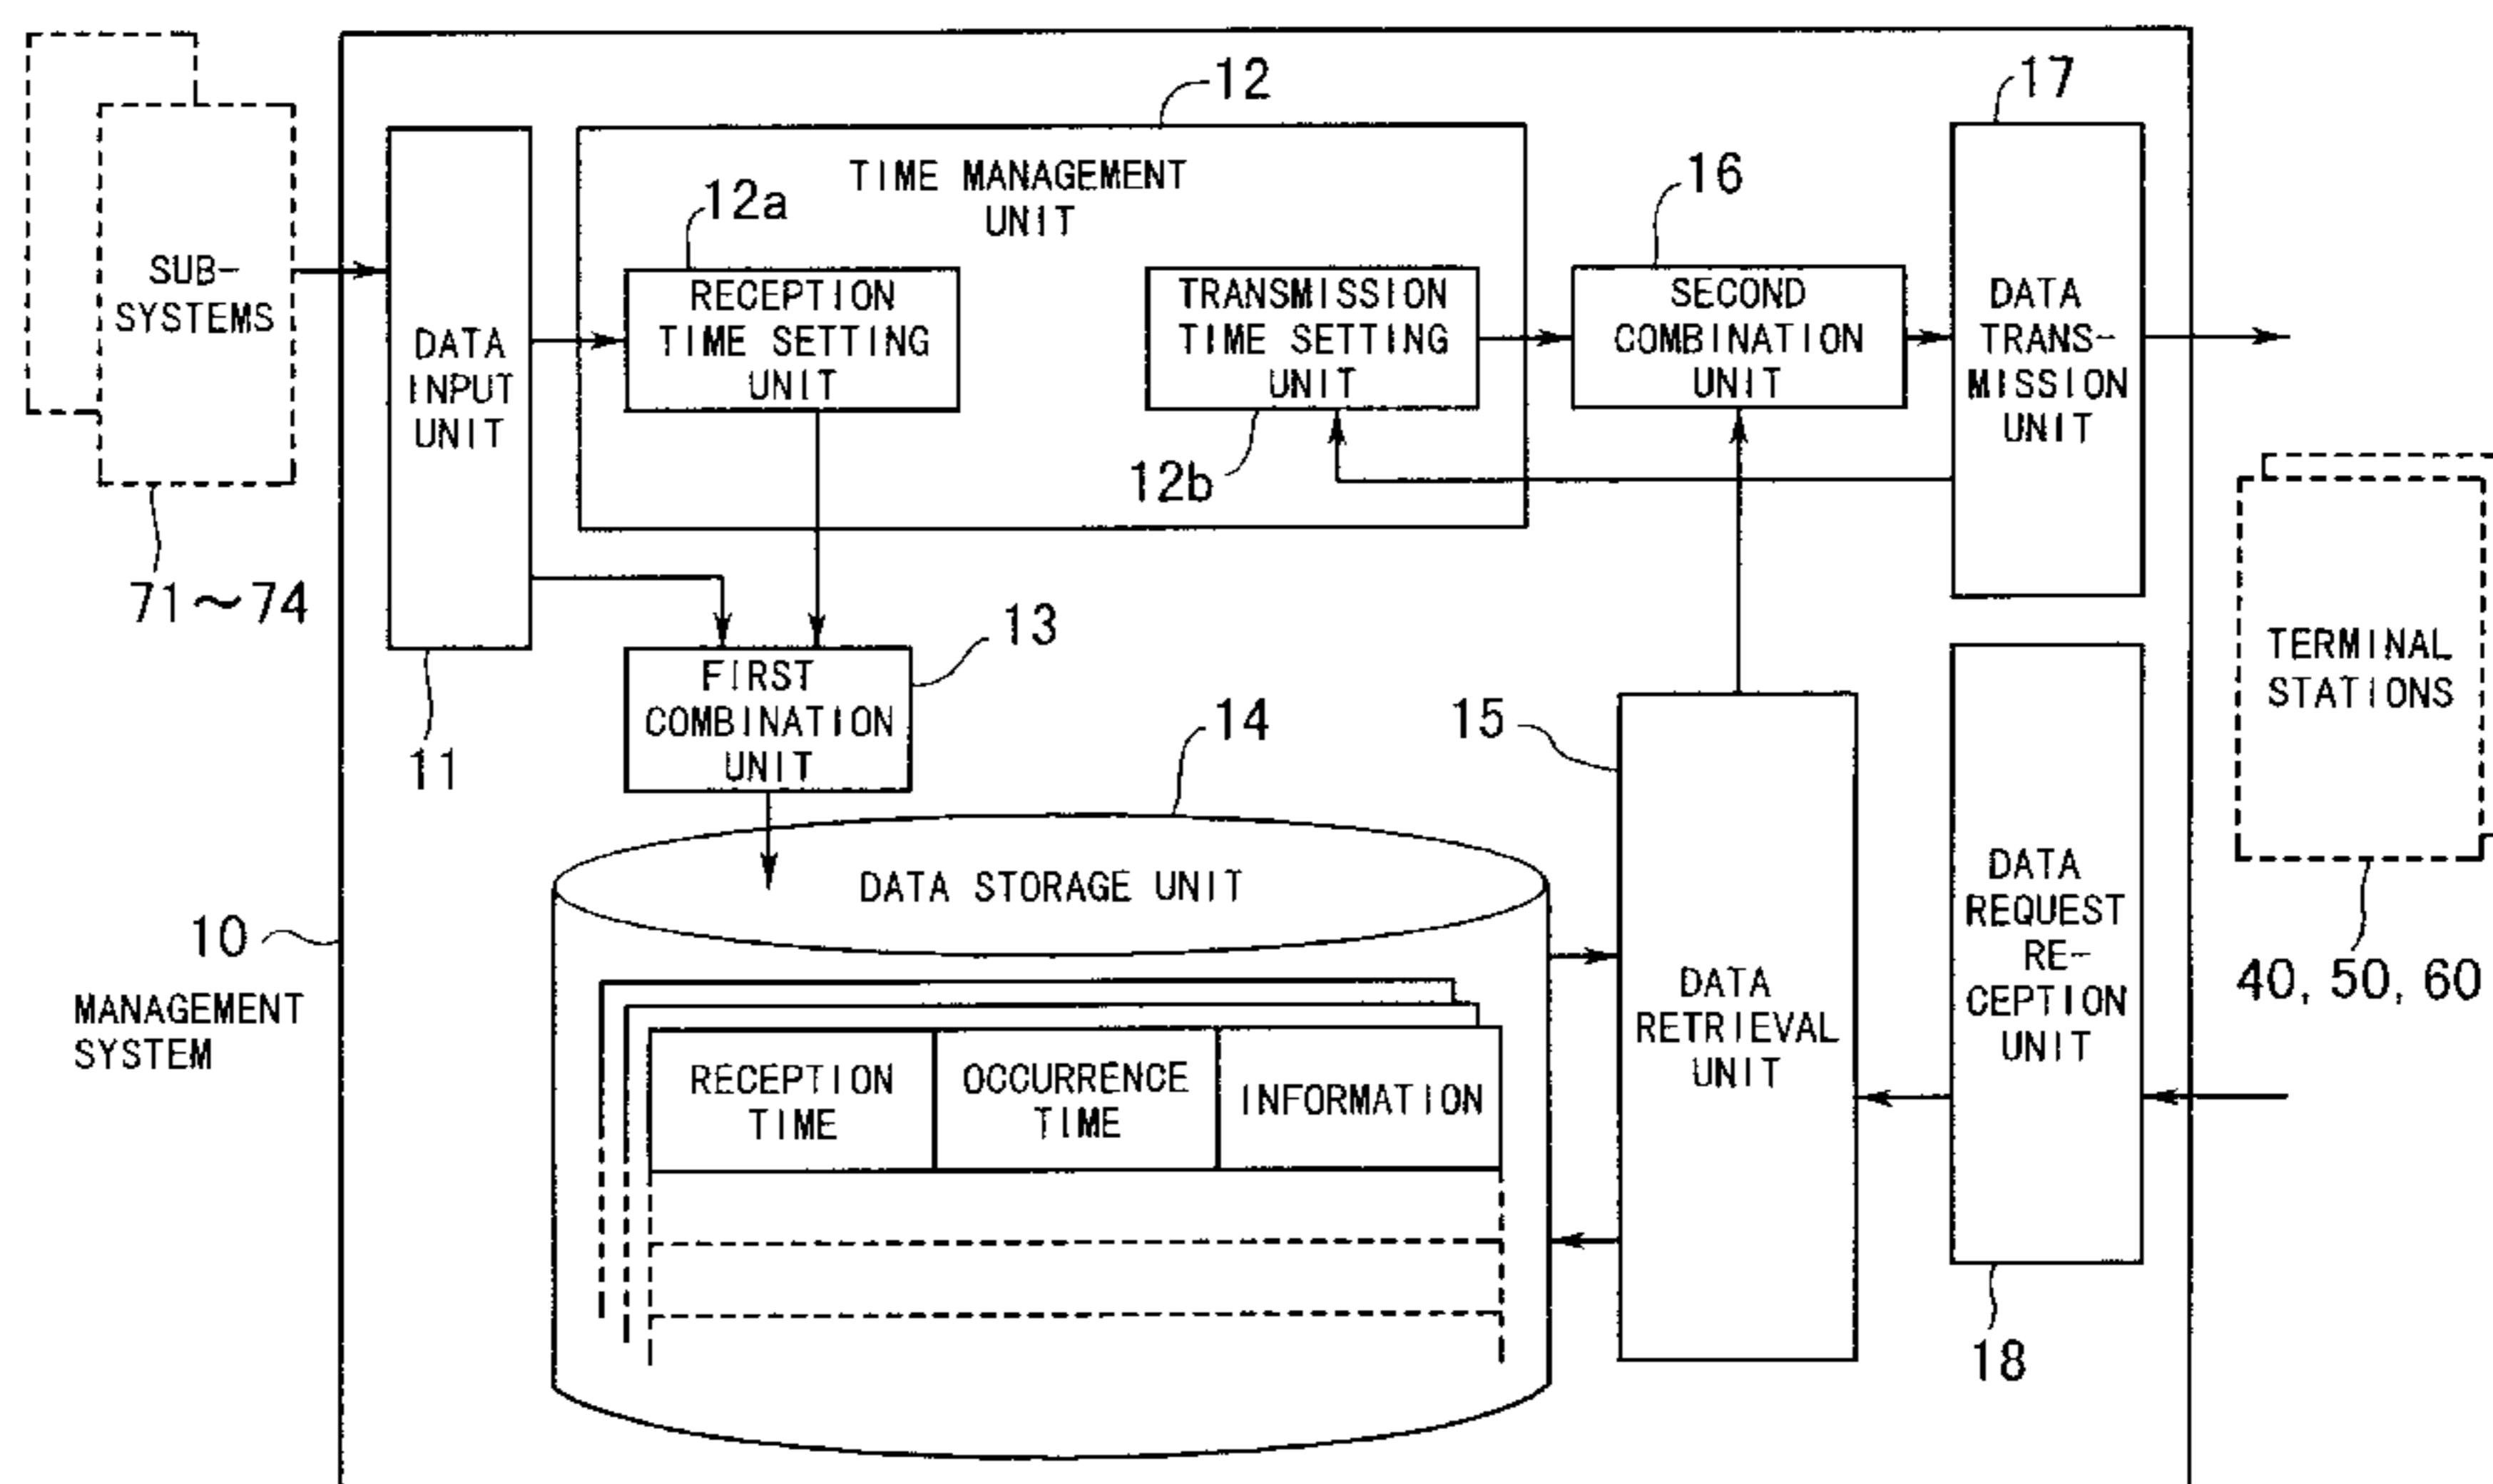 12
17
TIME MANAGEMENT
UNIT
12a
16
SUB-
SYSTEMS
RECEPTION
TIME SETTING
UNIT
TRANSMISSION
TIME SETTING
UNIT
SECOND
COMBINATION
UNIT
DATA
TRANS-
MISSION
UNIT
DATA
INPUT
UNIT
12b
71~74
13
FIRST
COMBINATION
UNIT
11
14
15
TERMINAL
STATIONS
DATA STORAGE UNIT
10
MANAGEMENT
SYSTEM
DATA
REQUEST
RE-
CEPTION
UNIT
40, 50, 60
DATA
RETRIEVAL
UNIT
RECEPTION
TIME
OCCURRENCE
TIME
INFORMATION
18